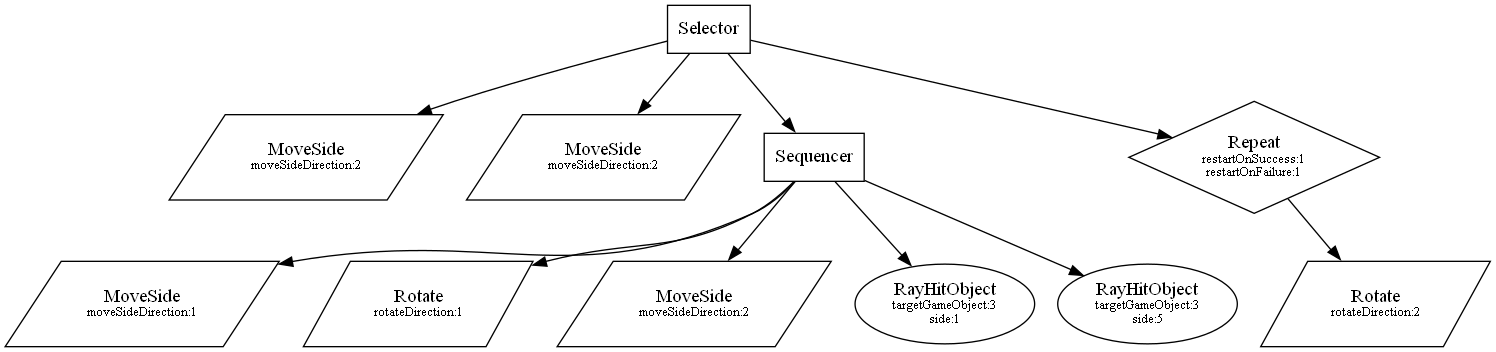 Selector
MoveSide
moveSideDirection:2
MoveSide
moveSideDirection:2
Sequencer
Repeat
restartOnSuccess:1
restartOnFailure:1
MoveSide
moveSideDirection:1
Rotate
rotateDirection:1
MoveSide
moveSideDirection:2
RayHitObject
targetGameObject:3
side:1
RayHitObject
targetGameObject:3
side:5
Rotate
rotateDirection:2